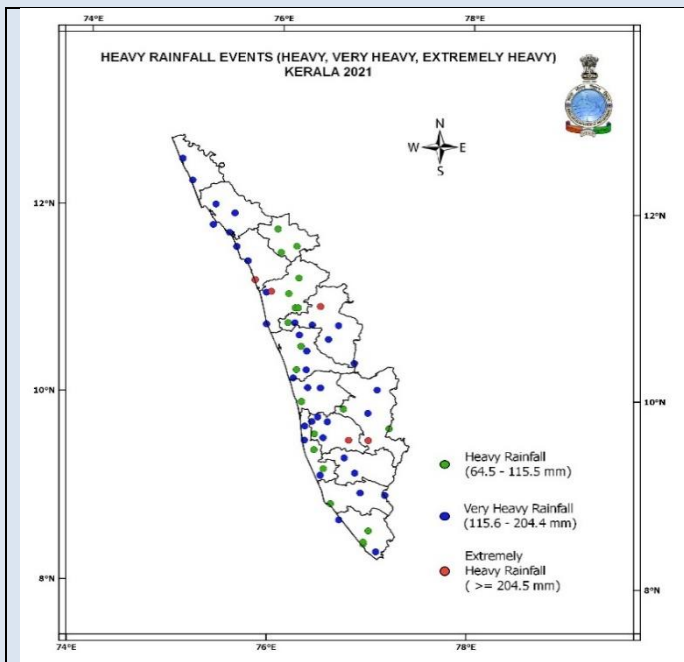 74°E 76°E 78°E
HEAVY RAINFALL EVENTS (HEAVY, VERY HEAVY, EXTREMELY HEAVY)
KERALA 2021
N
W E
S
12°N 12°N
10°N 10°N
Heavy Rainfall
(64.5 - 115.5 mm)
Very Heavy Rainfall
(115.6 - 204.4 mm)
Extremely
Heavy Rainfall
( >= 204.5 mm)
8°N 8°N
74°E 76°E 78°E